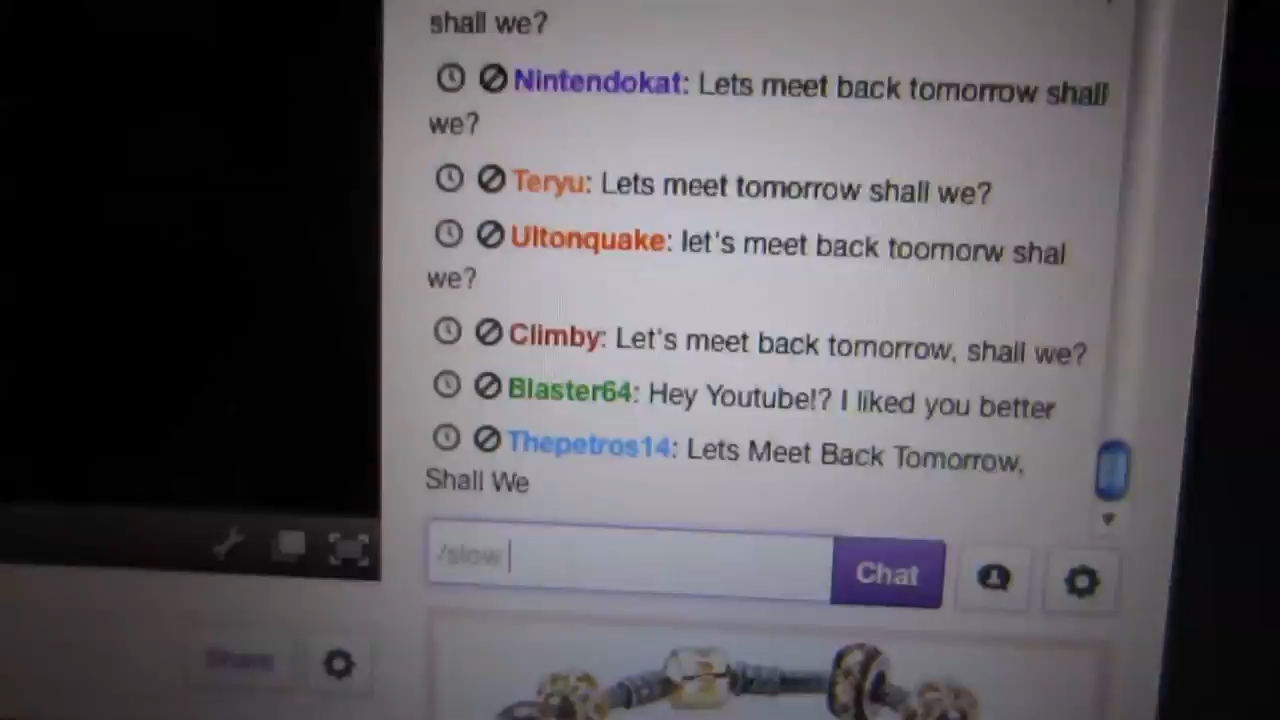 shall we?
Nintendokat: Lets meet back tomorrow shall
we?
Teryu: Lets meet tomorrow shall we?
Ultonquake: let's meet back toomorw shal
we?
Climby: Let's meet back tomorrow, shall we?
Blaster64: Hey Youtube!? I liked you better
Thepetros14: Lets Meet Back Tomorrow,
Shall We
/slow
Chat
Share